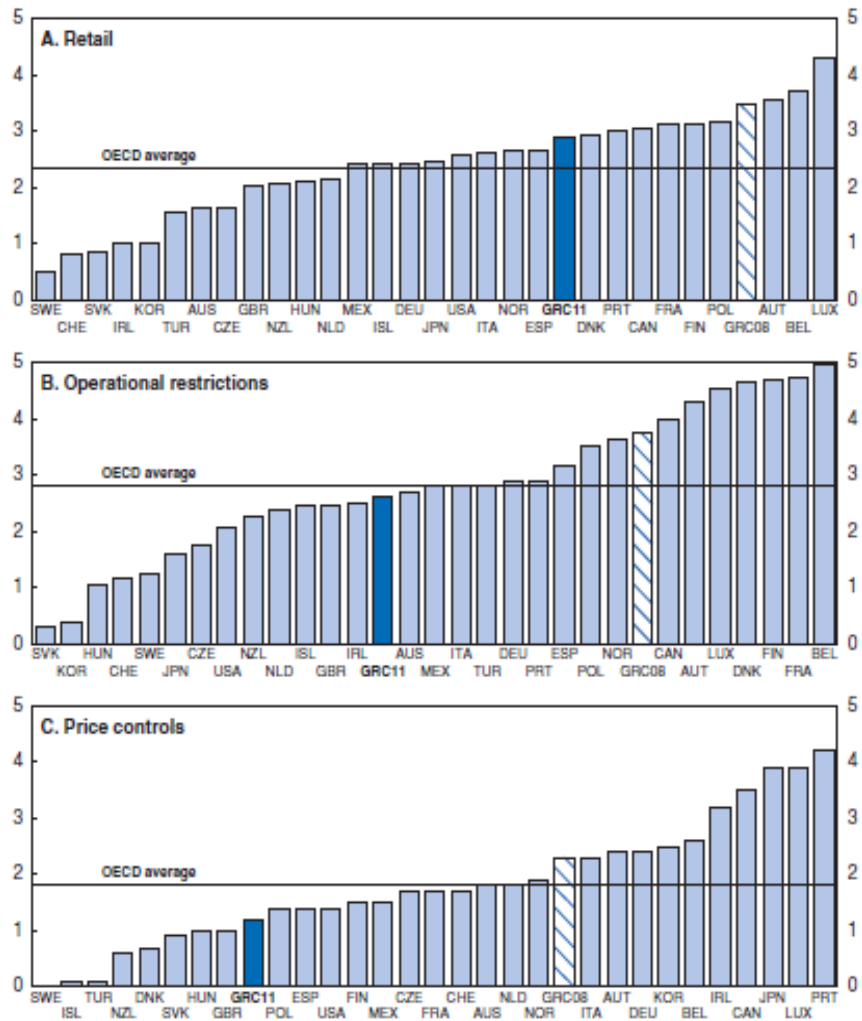 5 5
A. Retail
4 4
3 3
OECD average
2 2
1 1
0 0
SWE SVK KOR AUS GBR HUN MEX DEU USA NOR GRC11 PRT FRA POL AUT LUX
CHE IRL TUR CZE NZL NLD ISL JPN ITA ESP DNK CAN FIN GRC08 BEL
5 5
B. Operational restrictions
4 4
3 3
OECD average
2 2
1 1
0 0
SVK HUN SWE CZE NZL ISL IRL AUS ITA DEU ESP NOR CAN LUX FIN BEL
KOR CHE JPN USA NLD GBR GRC11 MEX TUR PRT POL GRC08 AUT DNK FRA
5 5
C. Price controls
4 4
3 3
2 2
OECD average
1 1
0 0
SWE TUR DNK HUN GRC11 ESP FIN CZE CHE NLD GRC08 AUT KOR IRL JPN PRT
ISL NZL SVK GBR POL USA MEX FRA AUS NOR ITA DEU BEL CAN LUX